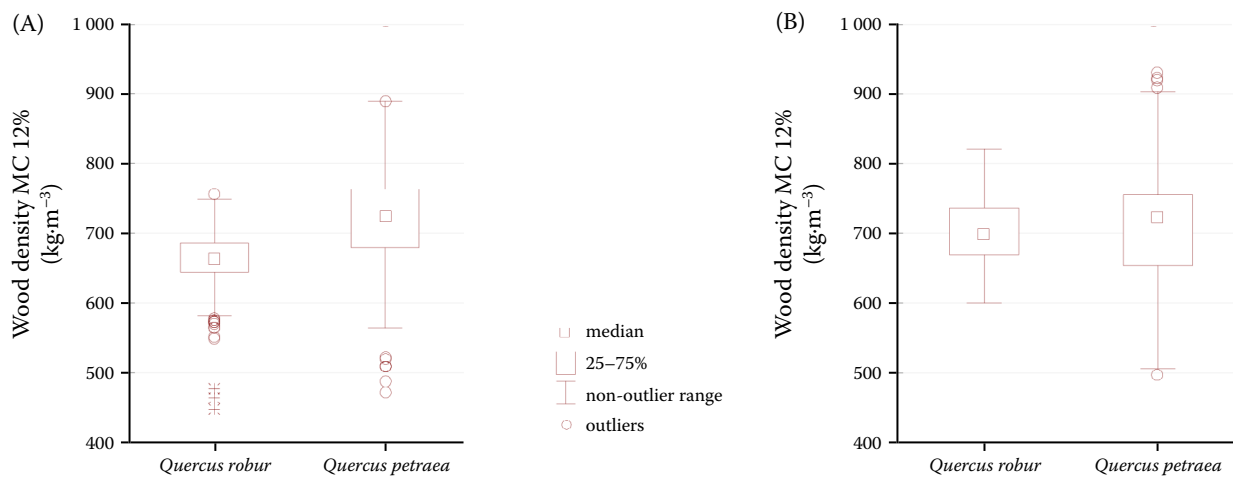 (A)
Wood density MC 12%
(kg·m⁻³)
1 000
900
800
700
600
500
400
Quercus robur
Quercus petraea
median
25–75%
non-outlier range
outliers
(B)
Wood density MC 12%
(kg·m⁻³)
1 000
900
800
700
600
500
400
Quercus robur
Quercus petraea